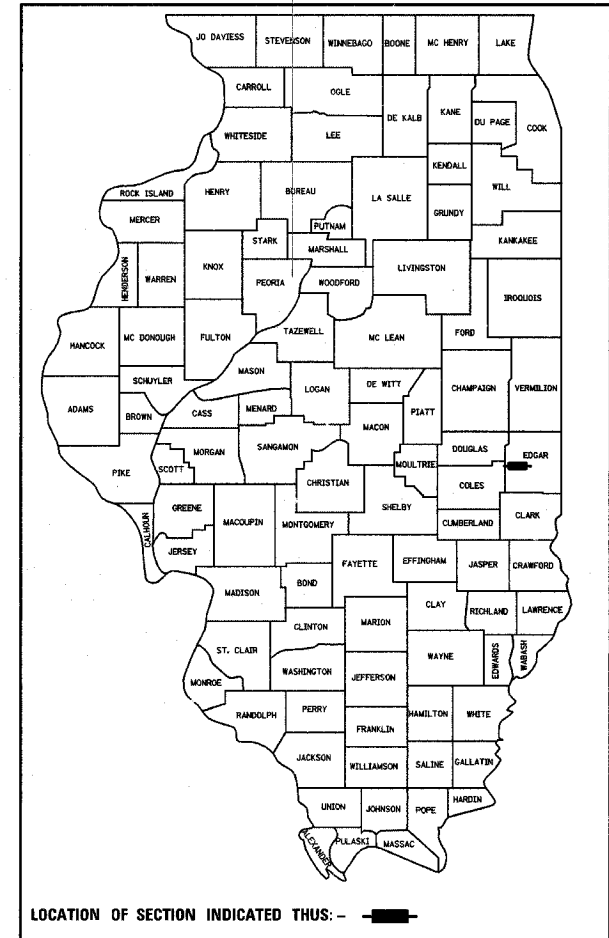 JO DAVIESS STEVENSON WINNEBAGO BOONE MC HENRY LAKE
CARROLL OGLE DE KALB KANE DU PAGE COOK
WHITESIDE LEE
KENDALL WILL
ROCK ISLAND HENRY BUREAU LA SALLE GRUNDY
MERCER PUTNAM
STARK MARSHALL KANKAKEE
HENDERSON WARREN KNOX PEORIA WOODFORD LIVINGSTON IROQUOIS
HANCOCK MC DONOUGH FULTON TAZEWELL MC LEAN FORD
MASON
SCHUYLER LOGAN DE WITT CHAMPAIGN VERMILION
ADAMS BROWN CASS MENARD MACON PIATT
PIKE SCOTT MORGAN SANGAMON CHRISTIAN MOULTRIE DOUGLAS EDGAR
COLES
CALHOUN GREENE MACOUPIN MONTGOMERY SHELBY CUMBERLAND CLARK
JERSEY
FAYETTE EFFINGHAM JASPER CRAWFORD
MADISON BOND
CLAY RICHLAND LAWRENCE
CLINTON MARION
ST. CLAIR WAYNE EDWARDS WABASH
WASHINGTON JEFFERSON
MONROE
RANDOLPH PERRY HAMILTON WHITE
FRANKLIN
JACKSON WILLIAMSON SALINE GALLATIN
UNION JOHNSON POPE HARDIN
ALEXANDER PULASKI MASSAC
LOCATION OF SECTION INDICATED THUS: -